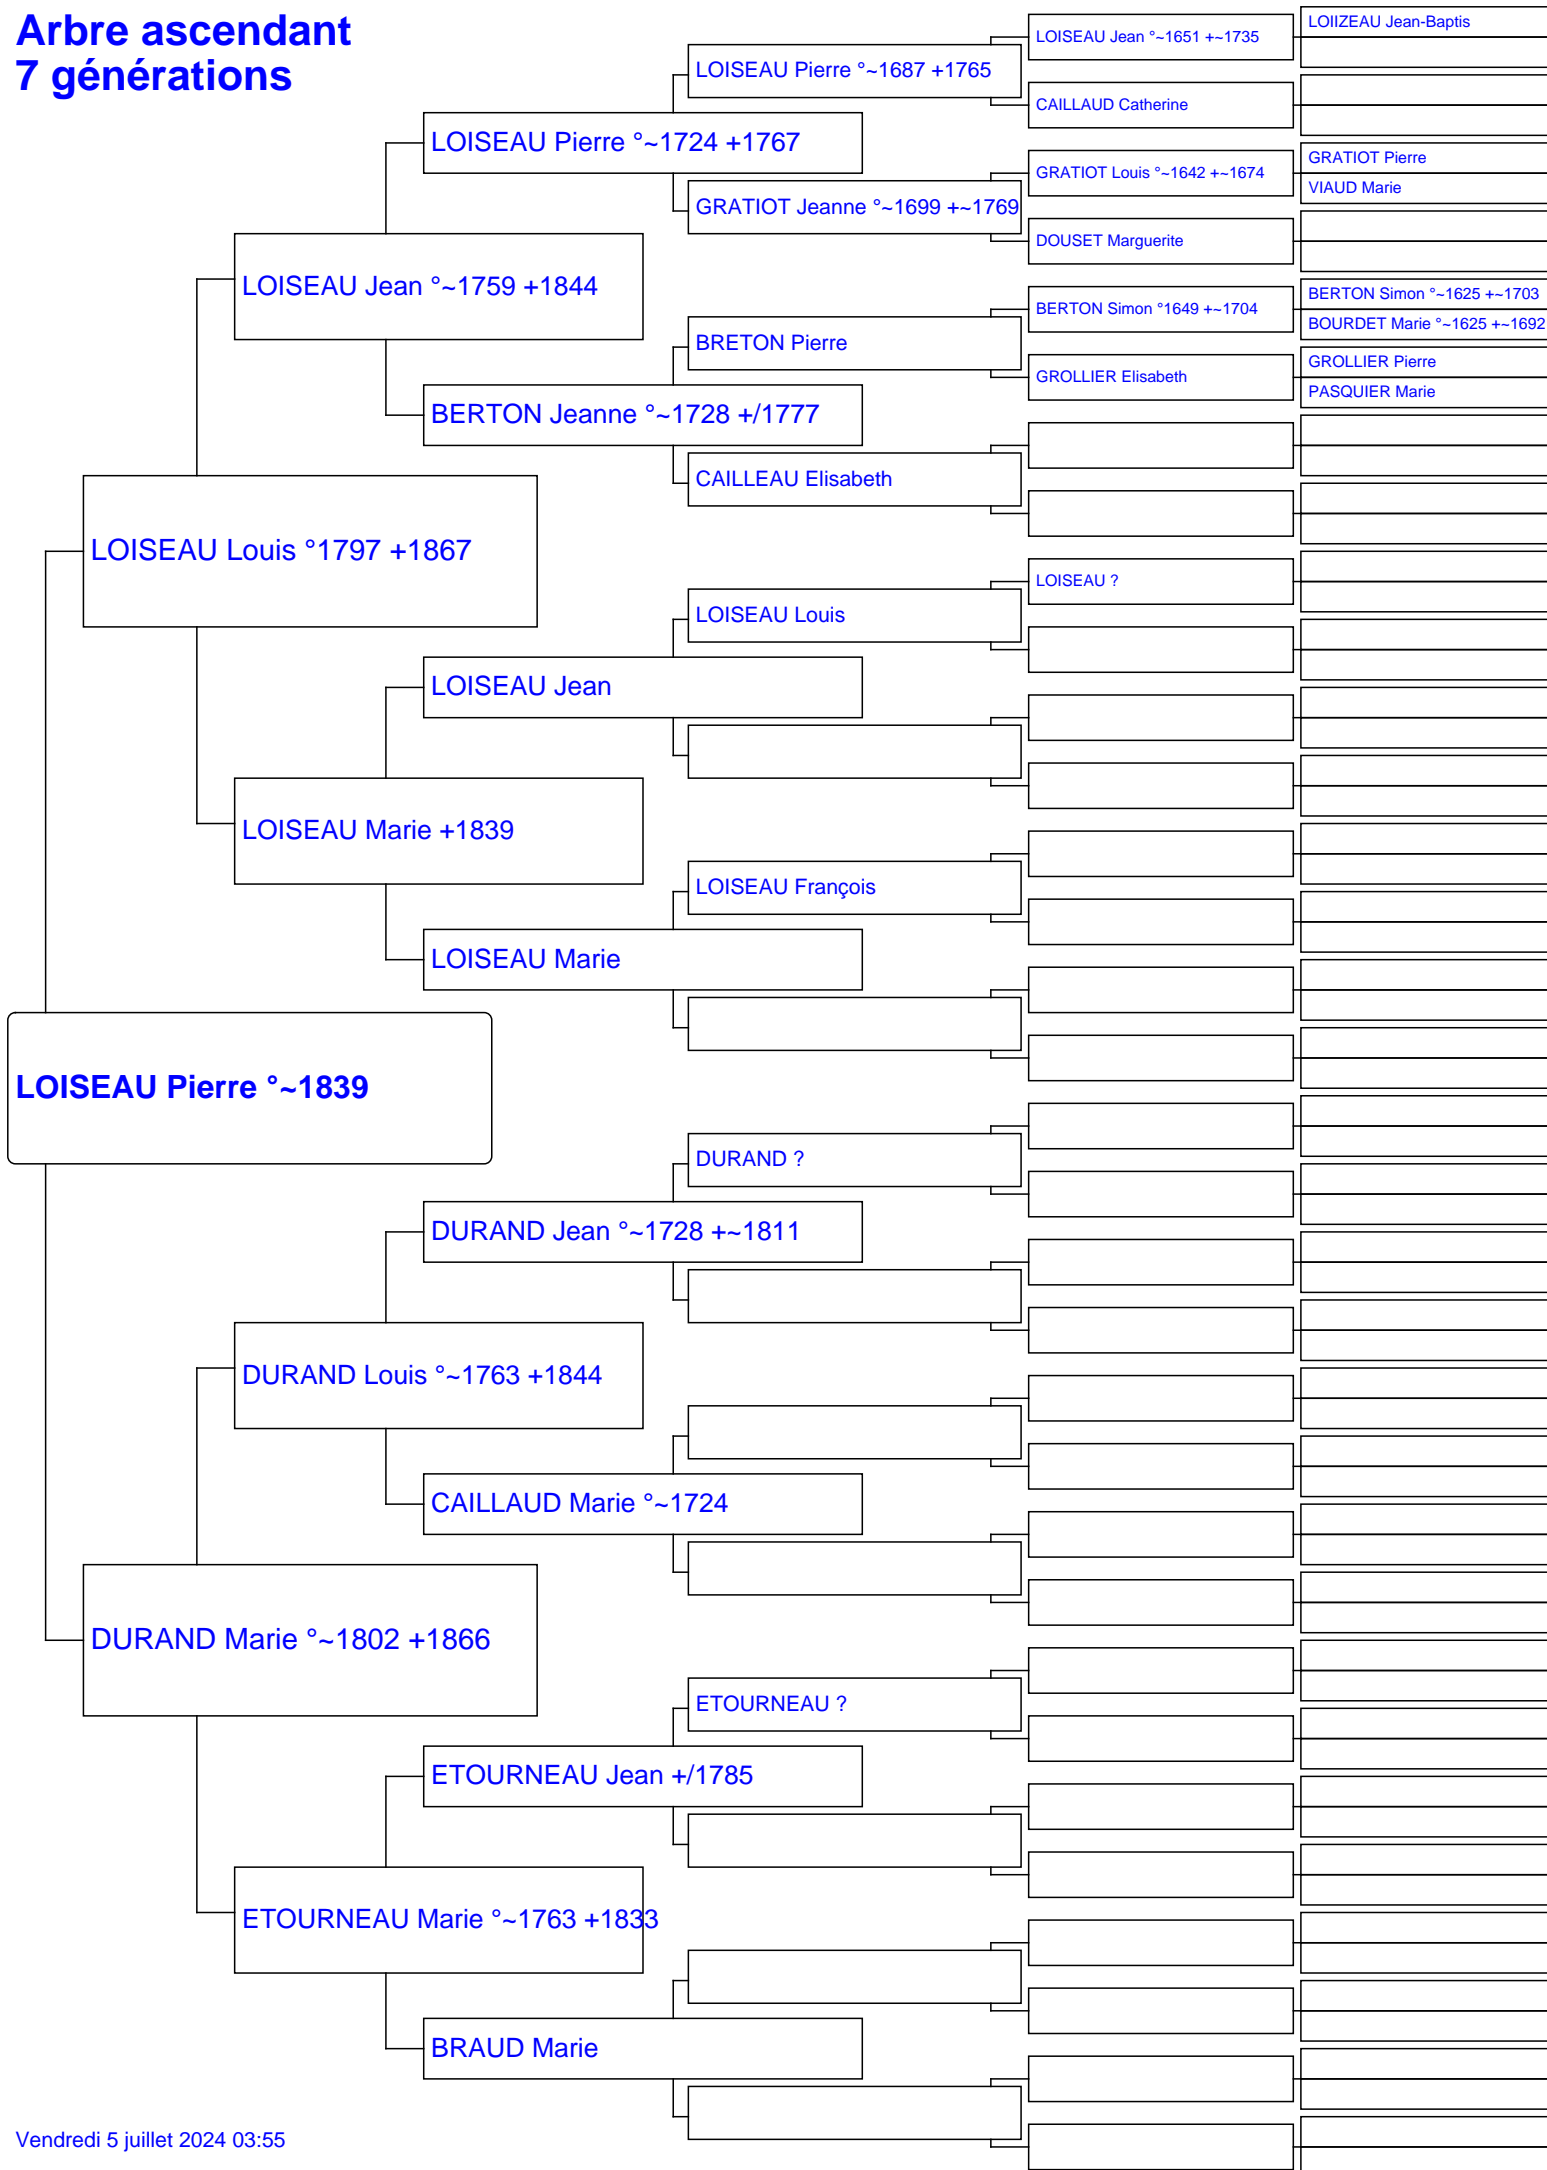 Arbre ascendant
7 générations
LOISEAU Pierre °~1839
LOISEAU Louis °1797 +1867
DURAND Marie °~1802 +1866
LOISEAU Jean °~1759 +1844
LOISEAU Marie +1839
DURAND Louis °~1763 +1844
ETOURNEAU Marie °~1763 +1833
LOISEAU Pierre °~1724 +1767
BERTON Jeanne °~1728 +/1777
LOISEAU Jean
LOISEAU Marie
DURAND Jean °~1728 +~1811
CAILLAUD Marie °~1724
ETOURNEAU Jean +/1785
BRAUD Marie
LOISEAU Pierre °~1687 +1765
GRATIOT Jeanne °~1699 +~1769
BRETON Pierre
CAILLEAU Elisabeth
LOISEAU Louis
LOISEAU François
DURAND ?
ETOURNEAU ?
LOISEAU Jean °~1651 +~1735
CAILLAUD Catherine
GRATIOT Louis °~1642 +~1674
DOUSET Marguerite
BERTON Simon °1649 +~1704
GROLLIER Elisabeth
LOISEAU ?
LOIIZEAU Jean-Baptis
GRATIOT Pierre
VIAUD Marie
BERTON Simon °~1625 +~1703
BOURDET Marie °~1625 +~1692
GROLLIER Pierre
PASQUIER Marie
Vendredi 5 juillet 2024 03:55